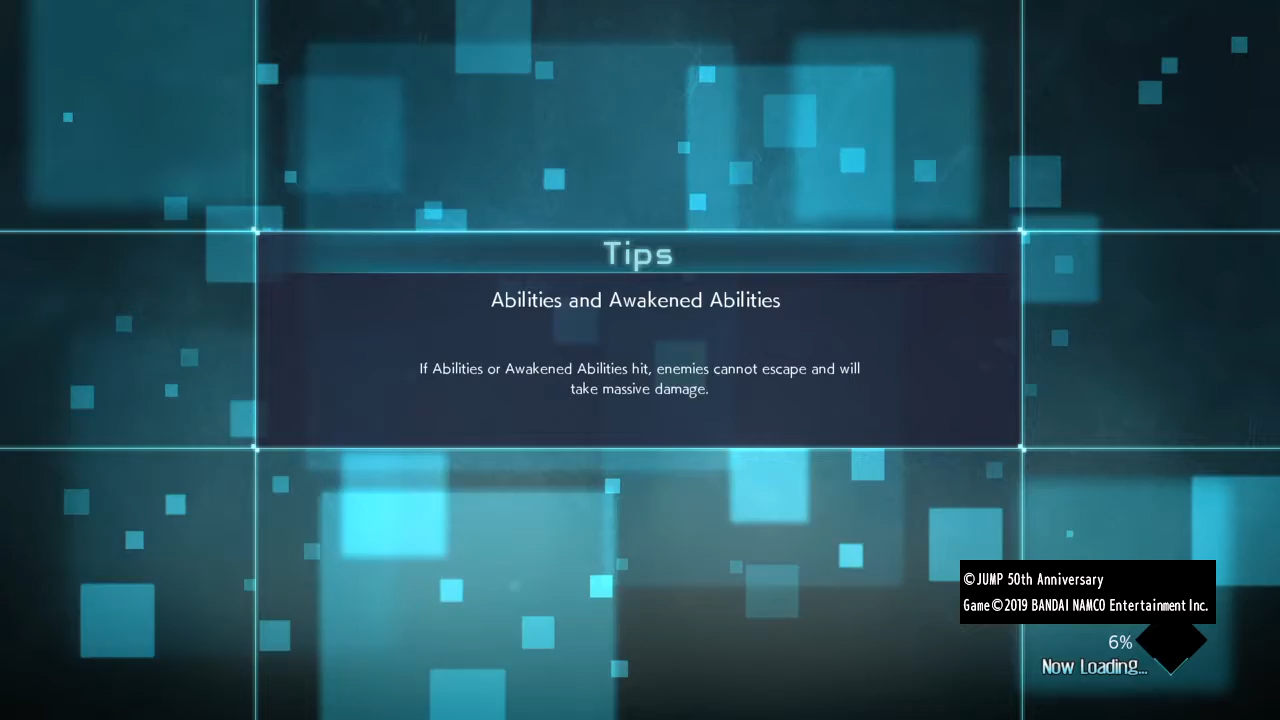 Tips
Abilities and Awakened Abilities
If Abilities or Awakened Abilities hit, enemies cannot escape and will
take massive damage.
©JUMP 50th Anniversary
Game©2019 BANDAI NAMCO Entertainment Inc.
6%
Now Loading...